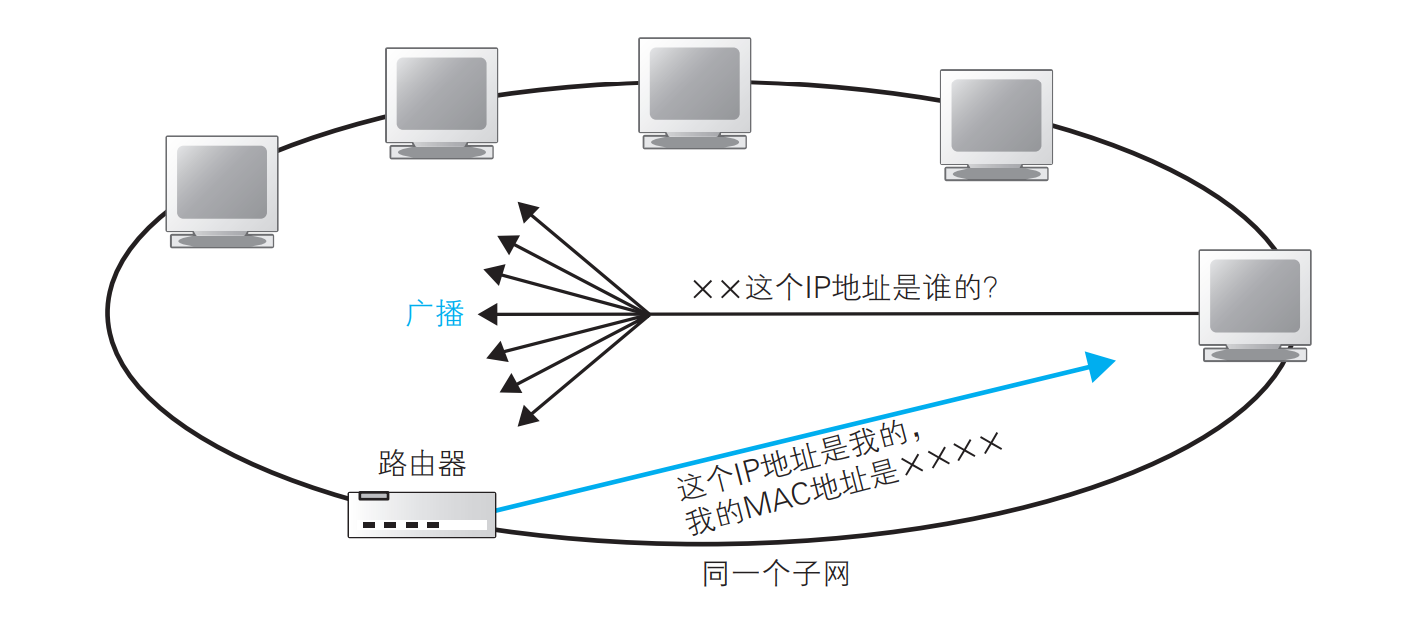 ××这个IP地址是谁的?
广播
路由器
这个IP地址是我的，
我的MAC地址是××××
同一个子网